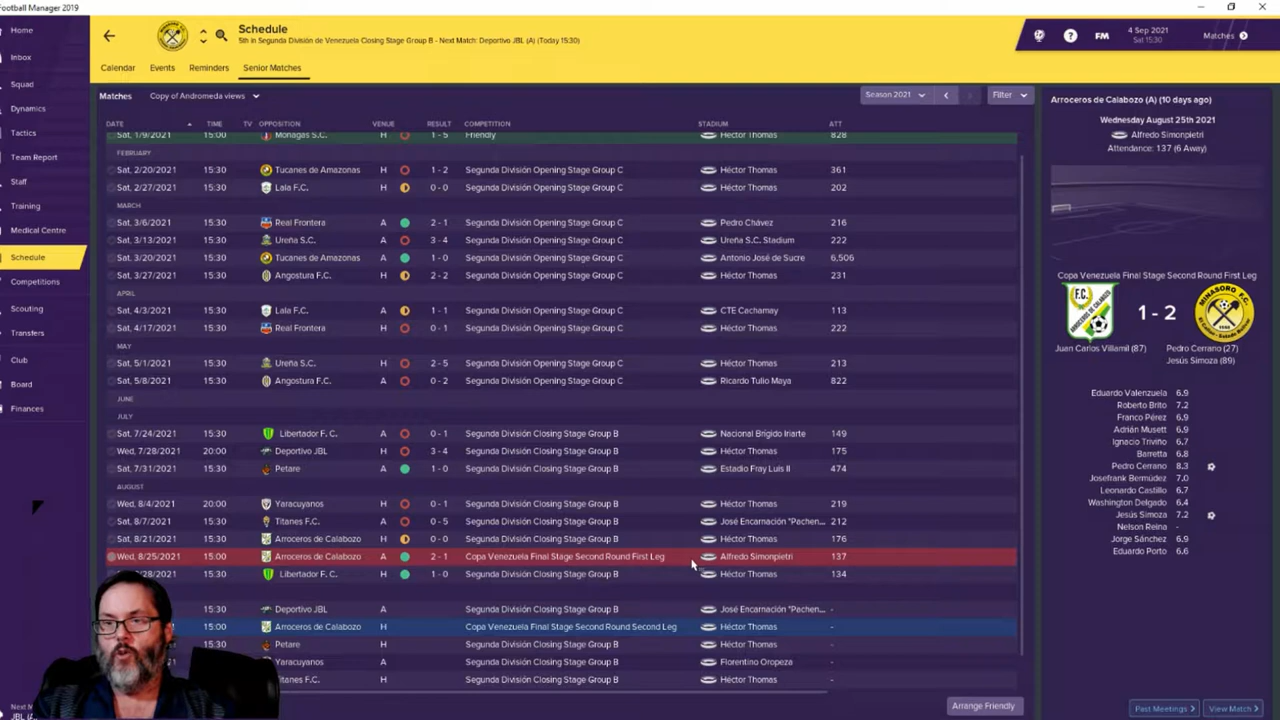 Football Manager 2019
Home
Inbox
Squad
Dynamics
Tactics
Team Report
Staff
Training
Medical Centre
Schedule
Competitions
Scouting
Transfers
Club
Board
Finances
Schedule
5th in Segunda División de Venezuela Closing Stage Group B - Next Match: Deportivo JBL (A) (Today 15:30)
FM
4 Sep 2021
Sat 15:30
Matches
Calendar Events Reminders Senior Matches
Matches Copy of Andromeda views Season 2021 Filter
DATE TIME TV OPPOSITION VENUE RESULT COMPETITION STADIUM ATT
Sat, 1/9/2021 15:00 Monagas S.C. H 1 - 5 Friendly Héctor Thomas 828
FEBRUARY
Sat, 2/20/2021 15:30 Tucanes de Amazonas H 1 - 2 Segunda División Opening Stage Group C Héctor Thomas 361
Sat, 2/27/2021 15:30 Lala F.C. H 0 - 0 Segunda División Opening Stage Group C Héctor Thomas 202
MARCH
Sat, 3/6/2021 15:30 Real Frontera A 2 - 1 Segunda División Opening Stage Group C Pedro Chávez 216
Sat, 3/13/2021 15:30 Ureña S.C. A 3 - 4 Segunda División Opening Stage Group C Ureña S.C. Stadium 222
Sat, 3/20/2021 15:30 Tucanes de Amazonas A 1 - 0 Segunda División Opening Stage Group C Antonio José de Sucre 6,506
Sat, 3/27/2021 15:30 Angostura F.C. H 2 - 2 Segunda División Opening Stage Group C Héctor Thomas 231
APRIL
Sat, 4/3/2021 15:30 Lala F.C. A 1 - 1 Segunda División Opening Stage Group C CTE Cachamay 113
Sat, 4/17/2021 15:30 Real Frontera H 0 - 1 Segunda División Opening Stage Group C Héctor Thomas 222
MAY
Sat, 5/1/2021 15:30 Ureña S.C. H 2 - 5 Segunda División Opening Stage Group C Héctor Thomas 213
Sat, 5/8/2021 15:30 Angostura F.C. A 0 - 2 Segunda División Opening Stage Group C Ricardo Tulio Maya 822
JUNE
JULY
Sat, 7/24/2021 15:30 Libertador F. C. A 0 - 1 Segunda División Closing Stage Group B Nacional Brígido Iriarte 149
Wed, 7/28/2021 20:00 Deportivo JBL H 3 - 4 Segunda División Closing Stage Group B Héctor Thomas 175
Sat, 7/31/2021 15:30 Petare A 1 - 0 Segunda División Closing Stage Group B Estadio Fray Luis II 474
AUGUST
Wed, 8/4/2021 20:00 Yaracuyanos H 0 - 1 Segunda División Closing Stage Group B Héctor Thomas 219
Sat, 8/7/2021 15:30 Titanes F.C. A 0 - 5 Segunda División Closing Stage Group B José Encarnación "Pachen... 212
Sat, 8/21/2021 15:30 Arroceros de Calabozo H 0 - 0 Segunda División Closing Stage Group B Héctor Thomas 176
Wed, 8/25/2021 15:00 Arroceros de Calabozo A 2 - 1 Copa Venezuela Final Stage Second Round First Leg Alfredo Simonpietri 137
8/28/2021 15:30 Libertador F. C. H 1 - 0 Segunda División Closing Stage Group B Héctor Thomas 134
15:30 Deportivo JBL A Segunda División Closing Stage Group B José Encarnación "Pachen... -
15:00 Arroceros de Calabozo H Copa Venezuela Final Stage Second Round Second Leg Héctor Thomas -
15:30 Petare H Segunda División Closing Stage Group B Héctor Thomas -
Yaracuyanos A Segunda División Closing Stage Group B Florentino Oropeza -
F.C. H Segunda División Closing Stage Group B Héctor Thomas -
Next
JBL (A)
Arrange Friendly
Arroceros de Calabozo (A) (10 days ago)
Wednesday August 25th 2021
Alfredo Simonpietri
Attendance: 137 (6 Away)
Copa Venezuela Final Stage Second Round First Leg
F.C.
ARROCEROS DE CALABOZO
1 - 2
MINASORO F.C.
Juan Carlos Villamil (87) Pedro Cerrano (27)
Jesús Simoza (89)
Eduardo Valenzuela 6.9
Roberto Brito 7.2
Franco Pérez 6.9
Adrián Musett 6.9
Ignacio Triviño 6.7
Barretta 6.8
Pedro Cerrano 8.3
Josefrank Bermúdez 7.0
Leonardo Castillo 6.7
Washington Delgado 6.4
Jesús Simoza 7.2
Nelson Reina -
Jorge Sánchez 6.9
Eduardo Porto 6.6
Past Meetings View Match